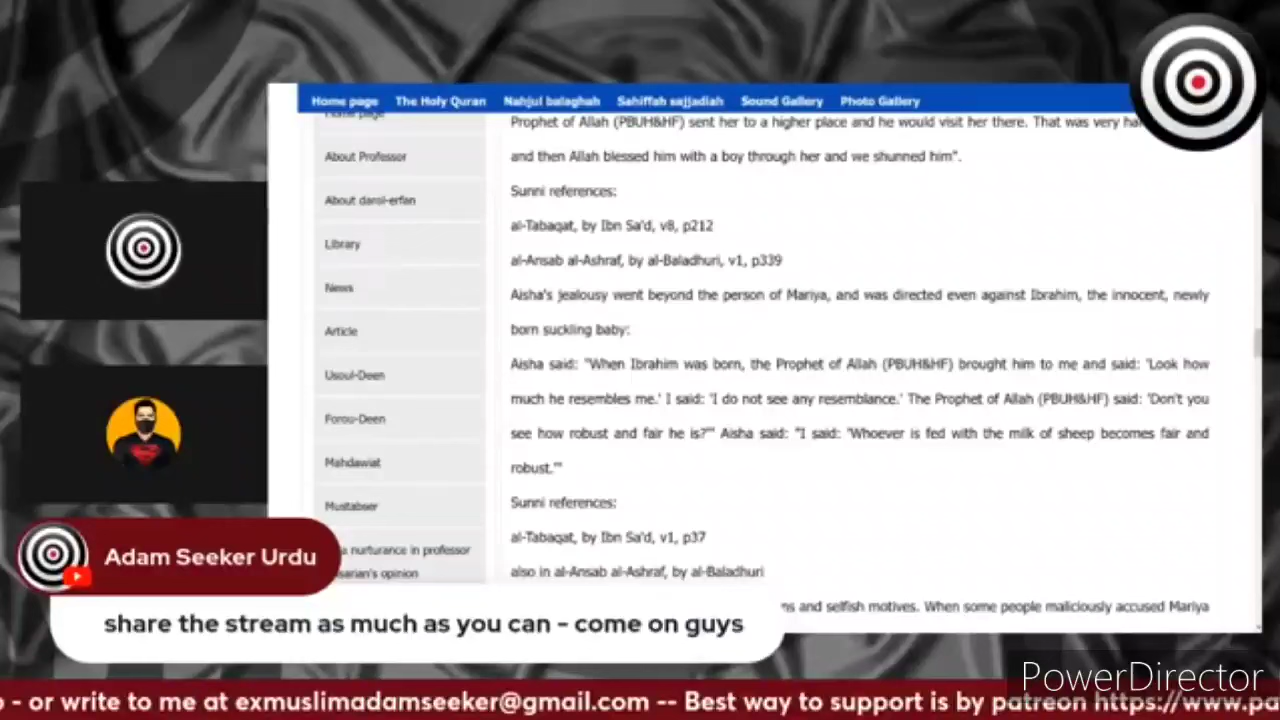 Home page The Holy Quran Nahjul balaghah Sahiffah sajjadiah Sound Gallery Photo Gallery
Home page
About Professor
About darol-erfan
Library
News
Article
Usoul-Deen
Forou-Deen
Mahdawiat
Mustabser
a nurturance in professor
sarian's opinion
Prophet of Allah (PBUH&HF) sent her to a higher place and he would visit her there. That was very
and then Allah blessed him with a boy through her and we shunned him".
Sunni references:
al-Tabaqat, by Ibn Sa'd, v8, p212
al-Ansab al-Ashraf, by al-Baladhuri, v1, p339
Aisha's jealousy went beyond the person of Mariya, and was directed even against Ibrahim, the innocent, newly
born suckling baby:
Aisha said: "When Ibrahim was born, the Prophet of Allah (PBUH&HF) brought him to me and said: 'Look how
much he resembles me.' I said: 'I do not see any resemblance.' The Prophet of Allah (PBUH&HF) said: 'Don't you
see how robust and fair he is?'" Aisha said: "I said: 'Whoever is fed with the milk of sheep becomes fair and
robust.'"
Sunni references:
al-Tabaqat, by Ibn Sa'd, v1, p37
also in al-Ansab al-Ashraf, by al-Baladhuri
and selfish motives. When some people maliciously accused Mariya
Adam Seeker Urdu
share the stream as much as you can - come on guys
PowerDirector
- or write to me at exmuslimadamseeker@gmail.com -- Best way to support is by patreon https://www.pa